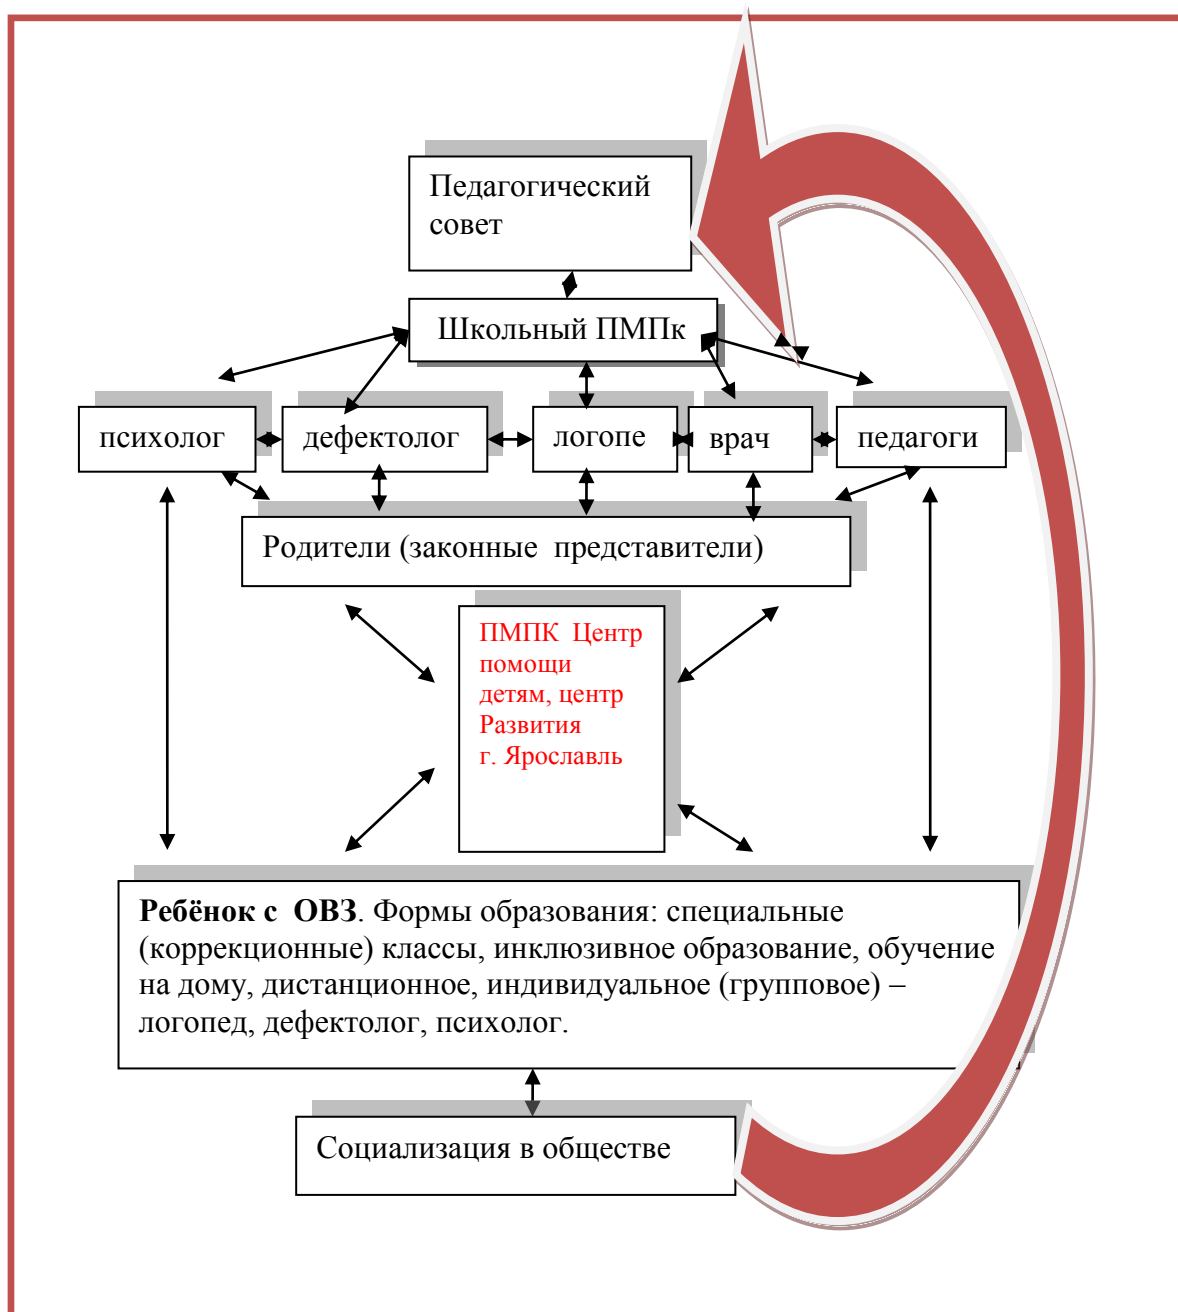 Педагогический
совет
Школьный ПМПк
психолог
дефектолог
логопе
врач
педагоги
Родители (законные представители)
ПМПК Центр
помощи
детям, центр
Развития
г. Ярославль
Ребёнок с ОВЗ. Формы образования: специальные
(коррекционные) классы, инклюзивное образование, обучение
на дому, дистанционное, индивидуальное (групповое) –
логопед, дефектолог, психолог.
Социализация в обществе